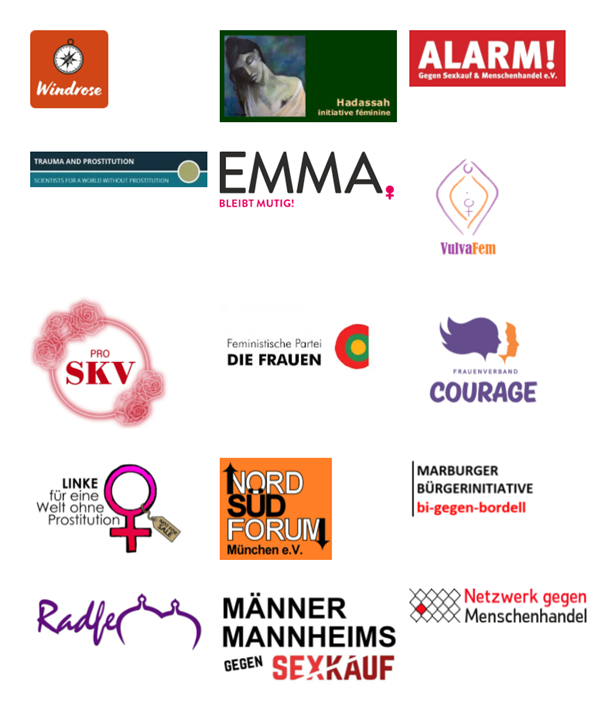 Windrose
Hadassah
initiative féminine
ALARM!
Gegen Sexkauf & Menschenhandel e.V.
TRAUMA AND PROSTITUTION
SCIENTISTS FOR A WORLD WITHOUT PROSTITUTION
EMMA
BLEIBT MUTIG!
VulvaFem
PRO
SKV
Feministische Partei
DIE FRAUEN
FRAUENVERBAND
COURAGE
LINKE
für eine
Welt ohne
Prostitution
NORD
SÜD
FORUM
München e.V.
MARBURGER
BÜRGERINITIATIVE
bi-gegen-bordell
Radfem
MÄNNER
MANNHEIMS
GEGEN SEXKAUF
Netzwerk gegen
Menschenhandel